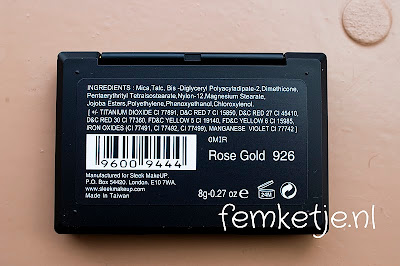 INGREDIENTS : Mica,Talc, Bis -Diglyceryl Polyacyladipate-2,Dimethicone,
Pentaerythrityl Tetraisostearate,Nylon-12,Magnesium Stearate,
Jojoba Esters,Polyethylene,Phenoxyethanol,Chloroxylenol.
[ +/- TITANIUM DIOXIDE CI 77891, D&C RED 7 CI 15850, D&C RED 27 CI 45410,
D&C RED 30 CI 73360, FD&C YELLOW 5 CI 19140, FD&C YELLOW 6 CI 15985,
IRON OXIDES (CI 77491, CI 77492, CI 77499), MANGANESE VIOLET CI 77742 ]
0MIR
9600 9444
Rose Gold 926
Manufactured for Sleek MakeUP.
P.O. Box 54420. London. E10 7WA.
www.sleekmakeup.com
Made In Taiwan
8g-0.27 oz e
24M
femketje.nl